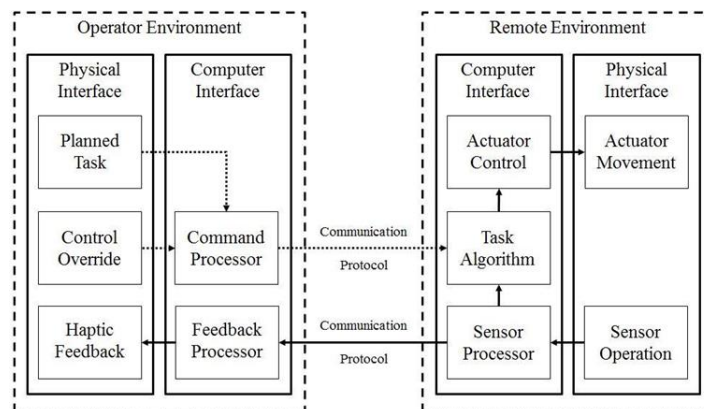 Operator Environment
Remote Environment
Physical
Interface
Computer
Interface
Computer
Interface
Physical
Interface
Planned
Task
Actuator
Control
Actuator
Movement
Control
Override
Command
Processor
Communication
Protocol
Task
Algorithm
Haptic
Feedback
Feedback
Processor
Communication
Protocol
Sensor
Processor
Sensor
Operation